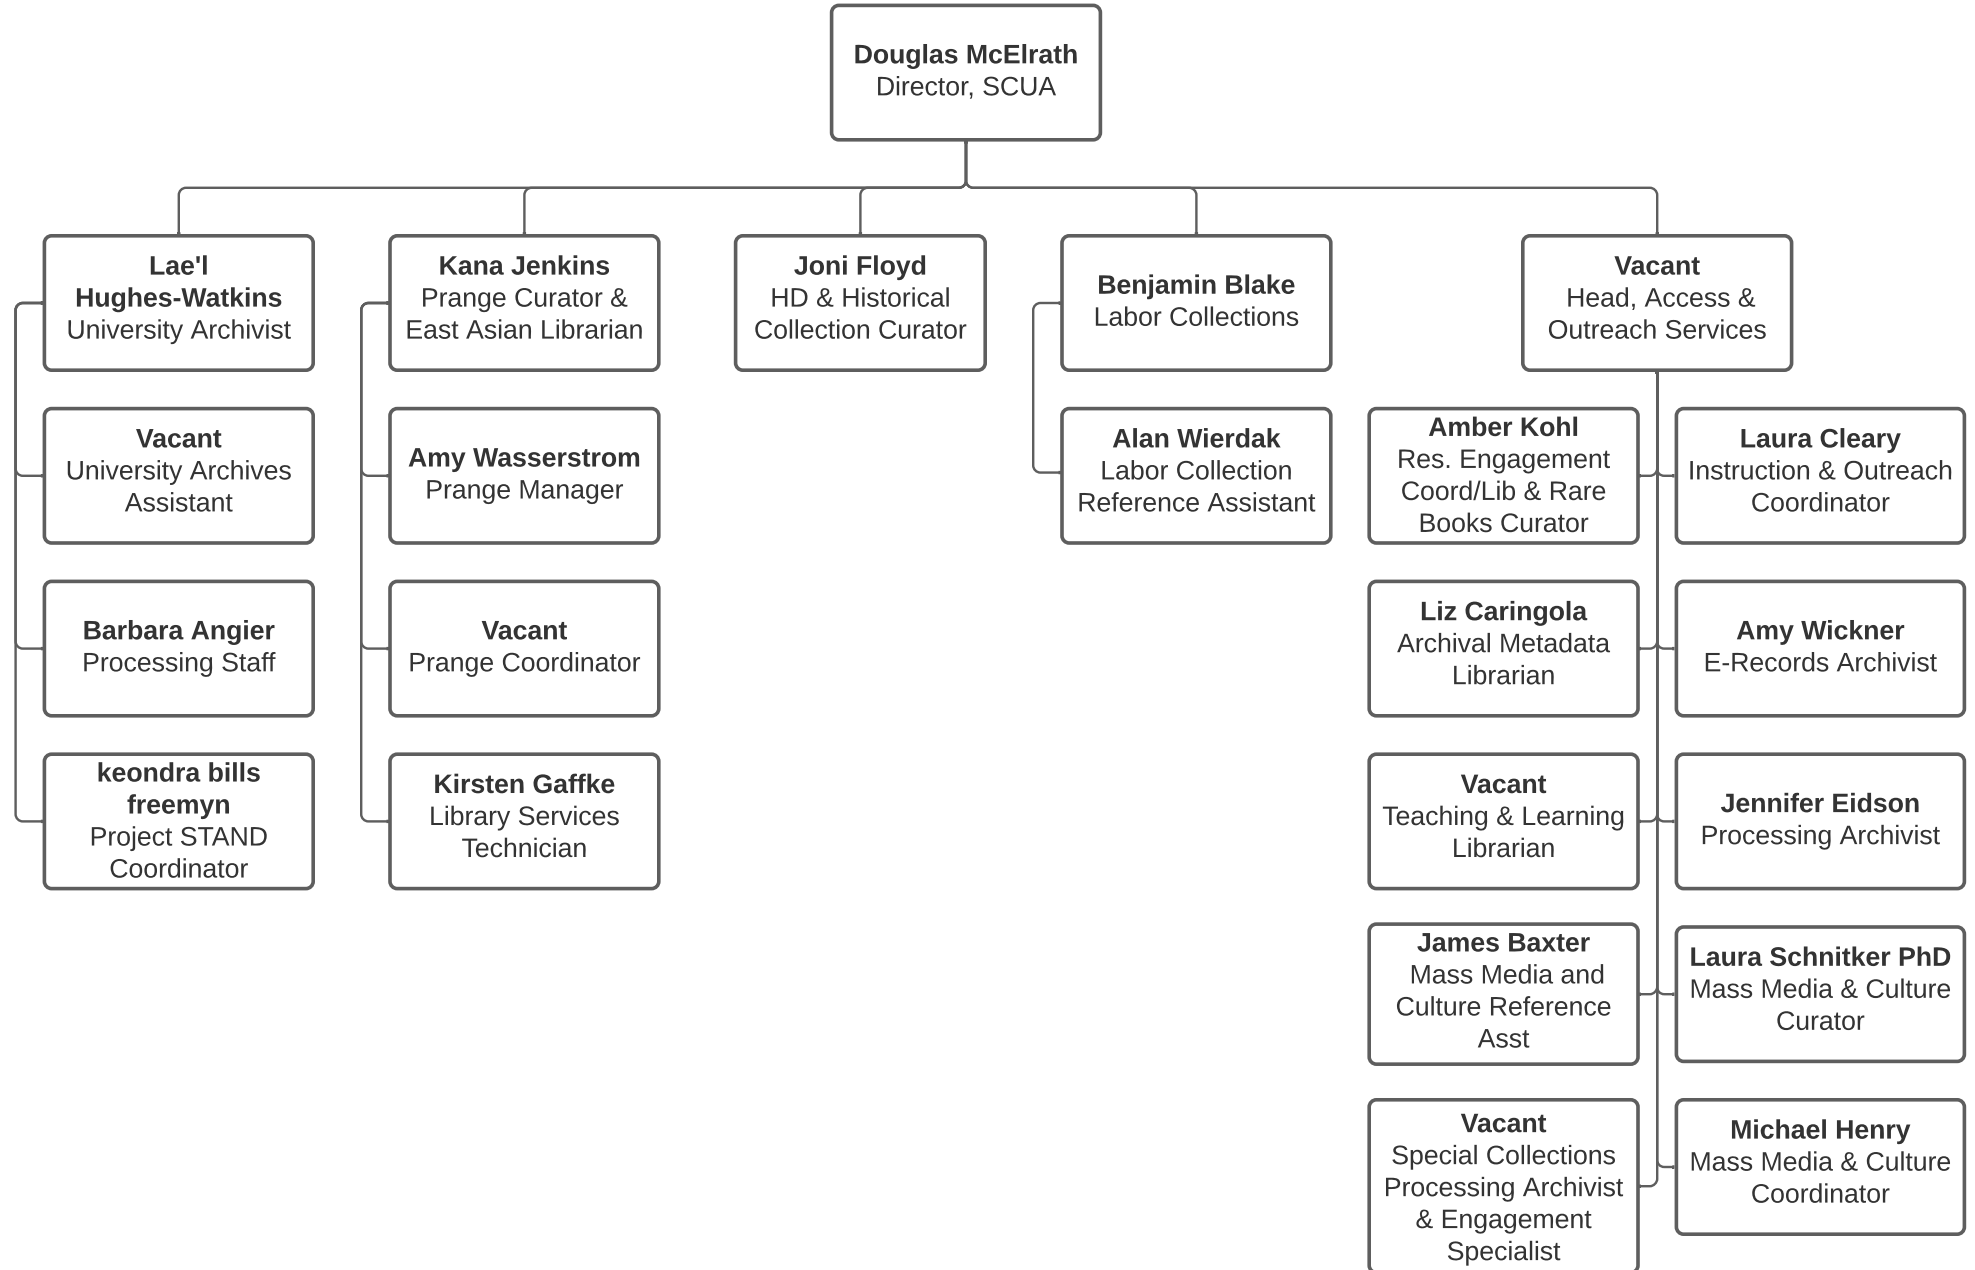 Douglas McElrath
Director, SCUA
Lae'l
Hughes-Watkins
University Archivist
Kana Jenkins
Prange Curator &
East Asian Librarian
Joni Floyd
HD & Historical
Collection Curator
Benjamin Blake
Labor Collections
Vacant
Head, Access &
Outreach Services
Vacant
University Archives
Assistant
Amy Wasserstrom
Prange Manager
Alan Wierdak
Labor Collection
Reference Assistant
Amber Kohl
Res. Engagement
Coord/Lib & Rare
Books Curator
Laura Cleary
Instruction & Outreach
Coordinator
Barbara Angier
Processing Staff
Vacant
Prange Coordinator
Liz Caringola
Archival Metadata
Librarian
Amy Wickner
E-Records Archivist
keondra bills
freemyn
Project STAND
Coordinator
Kirsten Gaffke
Library Services
Technician
Vacant
Teaching & Learning
Librarian
Jennifer Eidson
Processing Archivist
James Baxter
Mass Media and
Culture Reference
Asst
Laura Schnitker PhD
Mass Media & Culture
Curator
Vacant
Special Collections
Processing Archivist
& Engagement
Specialist
Michael Henry
Mass Media & Culture
Coordinator